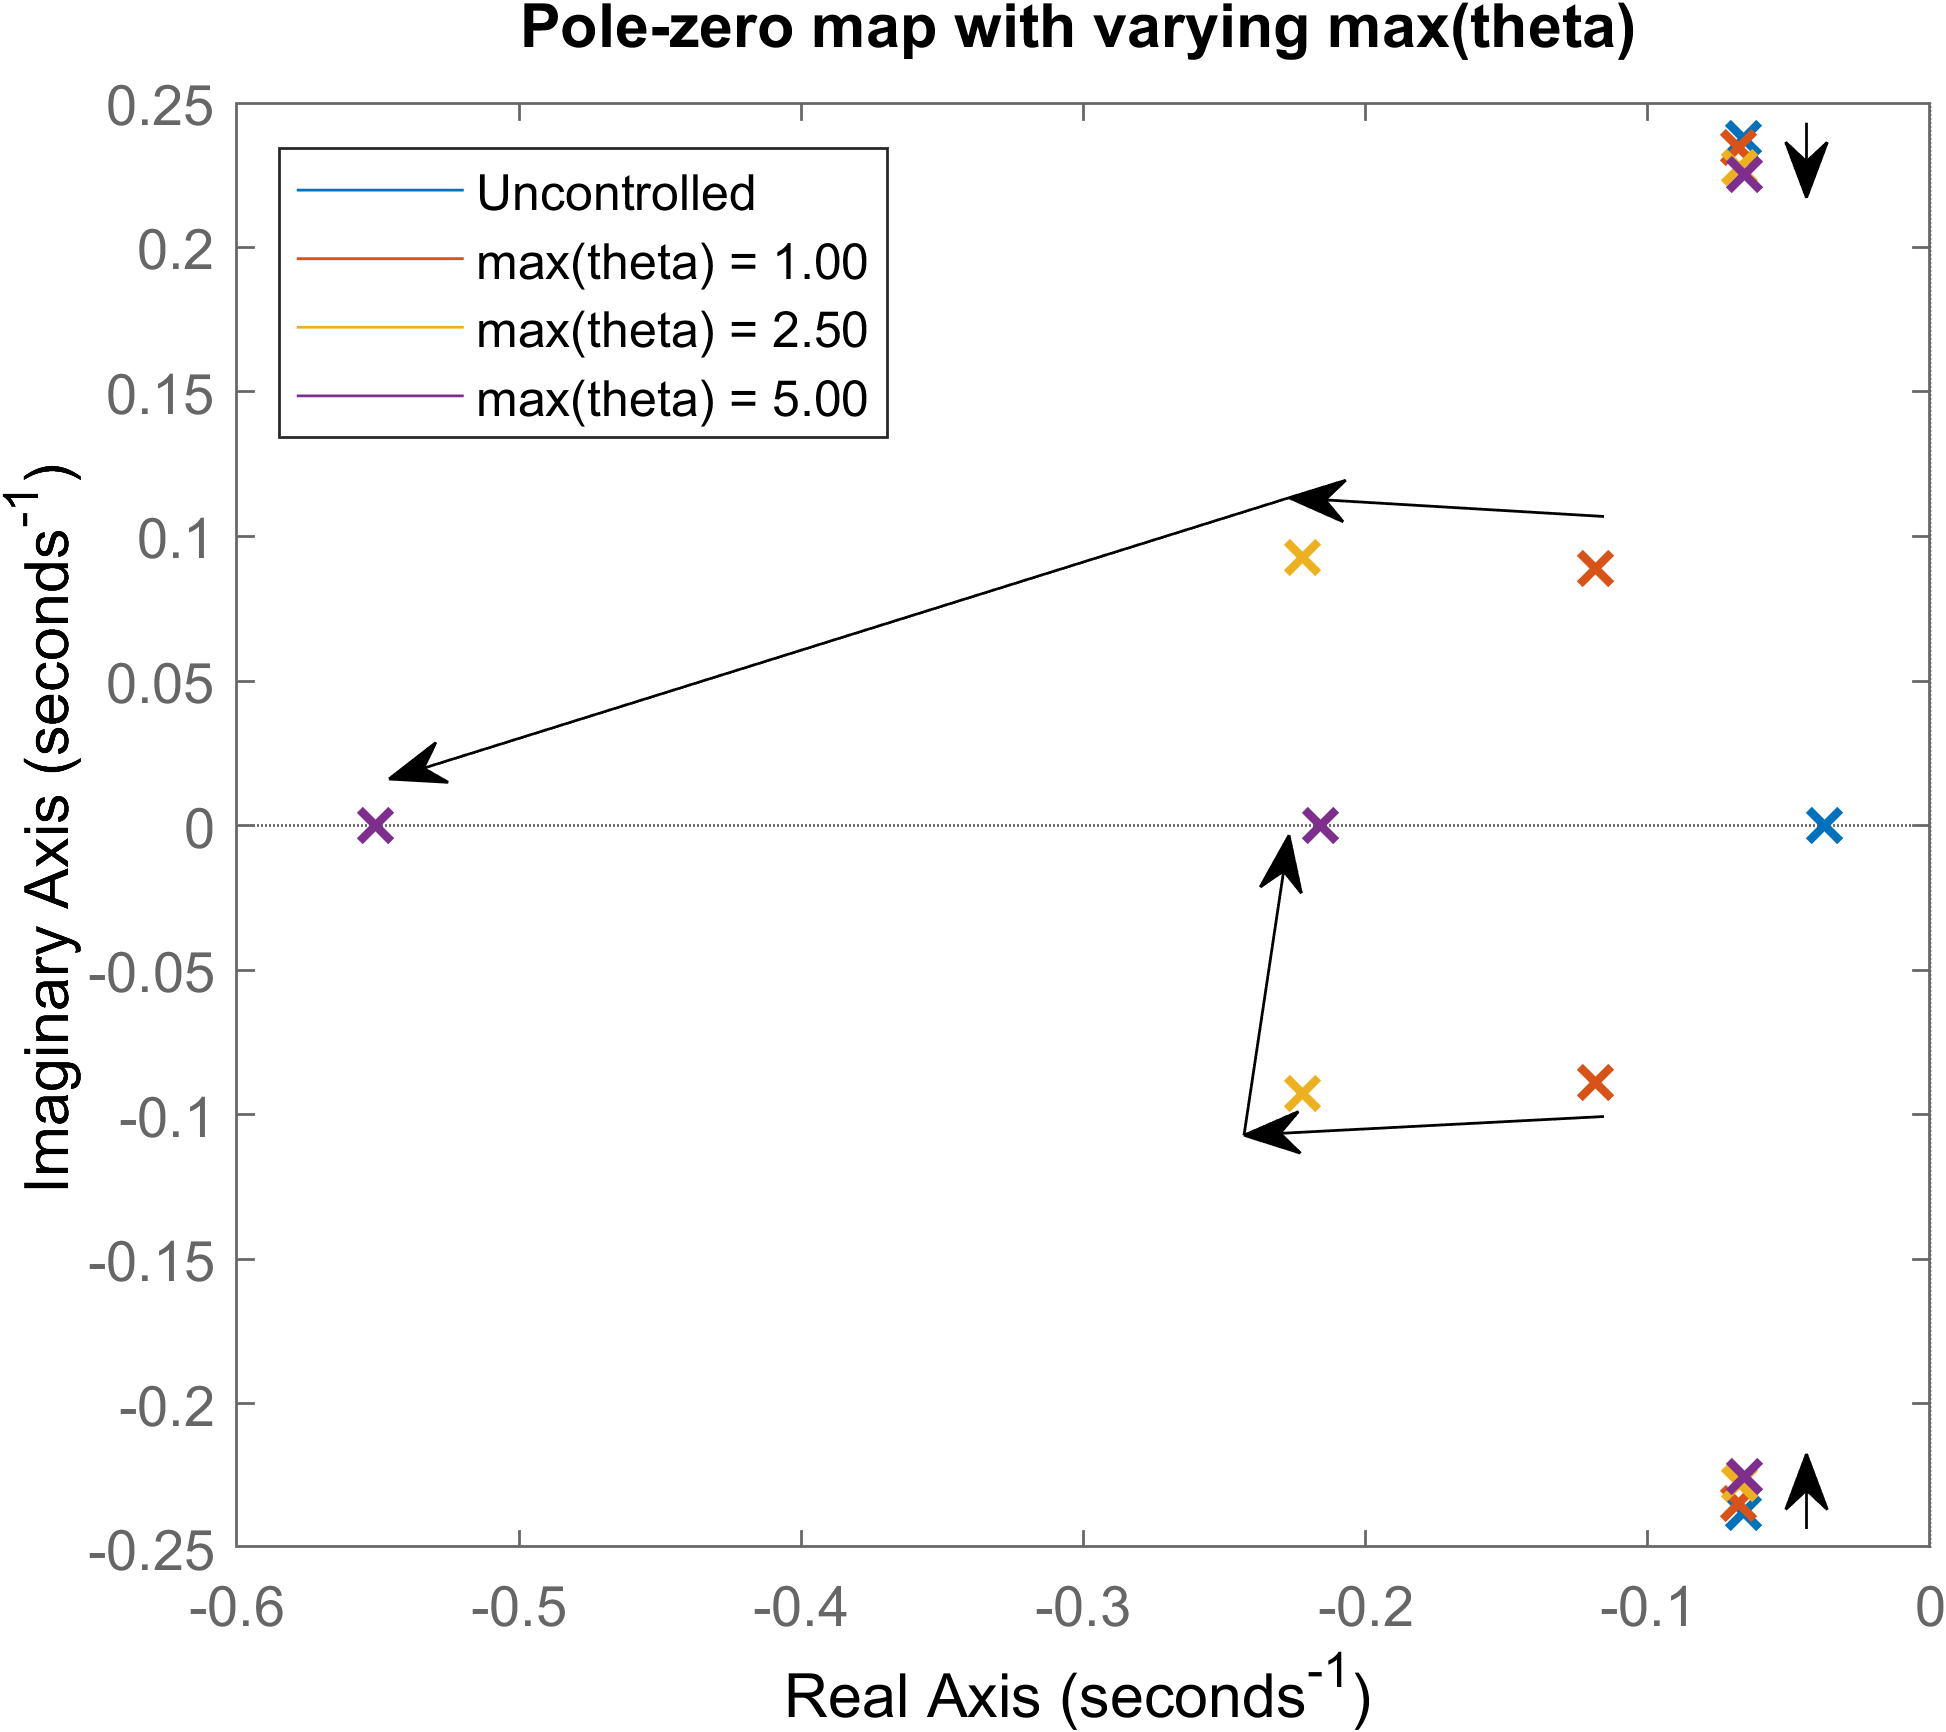 Pole-zero map with varying max(theta)
0.25
0.2
0.15
0.1
0.05
0
-0.05
-0.1
-0.15
-0.2
-0.25
Imaginary Axis (seconds⁻¹)
Uncontrolled
max(theta) = 1.00
max(theta) = 2.50
max(theta) = 5.00
-0.6 -0.5 -0.4 -0.3 -0.2 -0.1 0
Real Axis (seconds⁻¹)